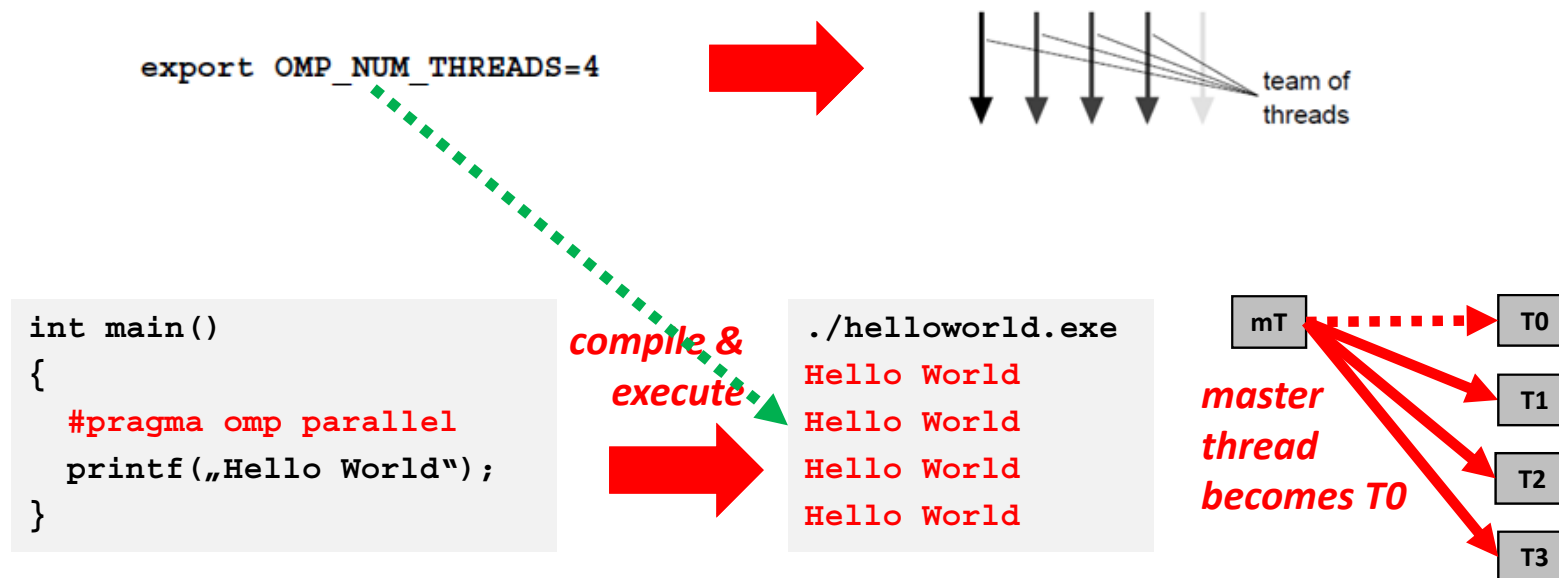 export OMP_NUM_THREADS=4
team of
threads
int main()
{
#pragma omp parallel
printf(„Hello World“);
}
compile &
execute
./helloworld.exe
Hello World
Hello World
Hello World
Hello World
mT
master
thread
becomes T0
T0
T1
T2
T3